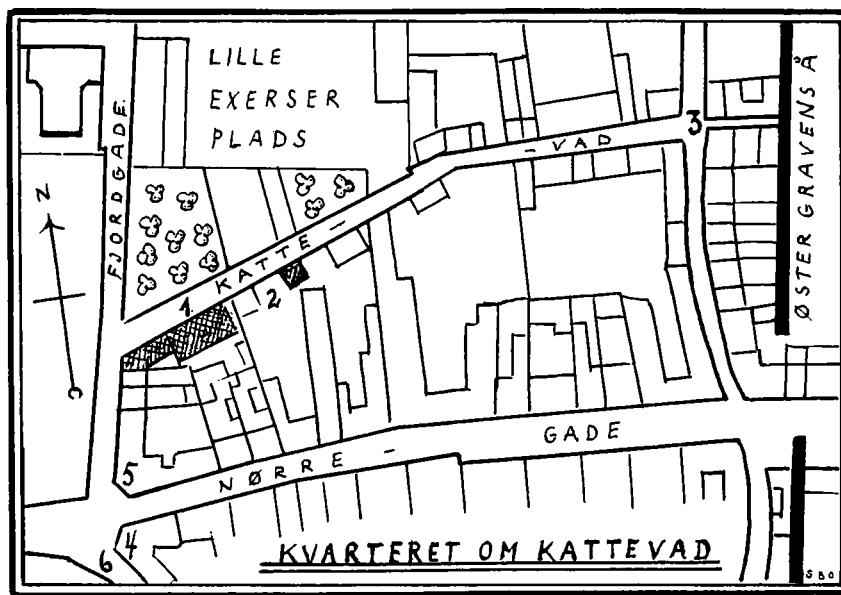 LILLE
EXERSER
PLADS
FJORDGADE
ØSTER GRAVENS Å
KATTE - - VAD
N
1
2
3
5
4
6
NØRRE - GADE
KVARTERET OM KATTEVAD
SBO